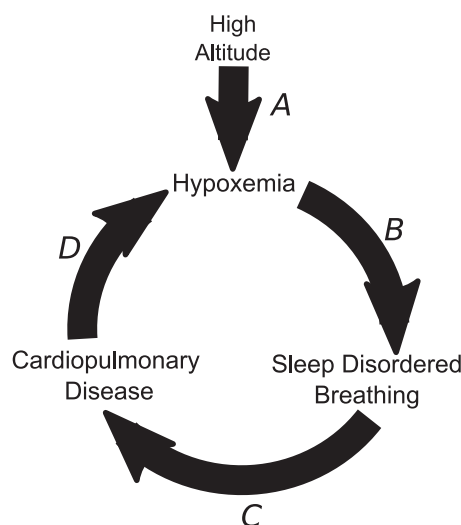 High
Altitude
A
Hypoxemia
B
D
Cardiopulmonary
Disease
Sleep Disordered
Breathing
C